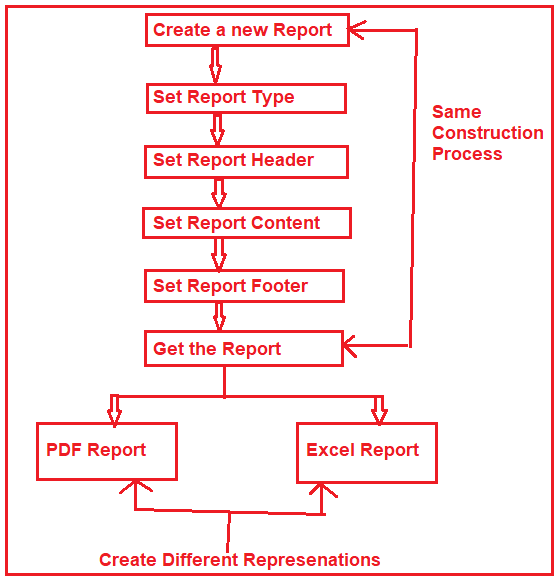 Create a new Report
Set Report Type
Same
Construction
Process
Set Report Header
Set Report Content
Set Report Footer
Get the Report
PDF Report
Excel Report
Create Different Represenations